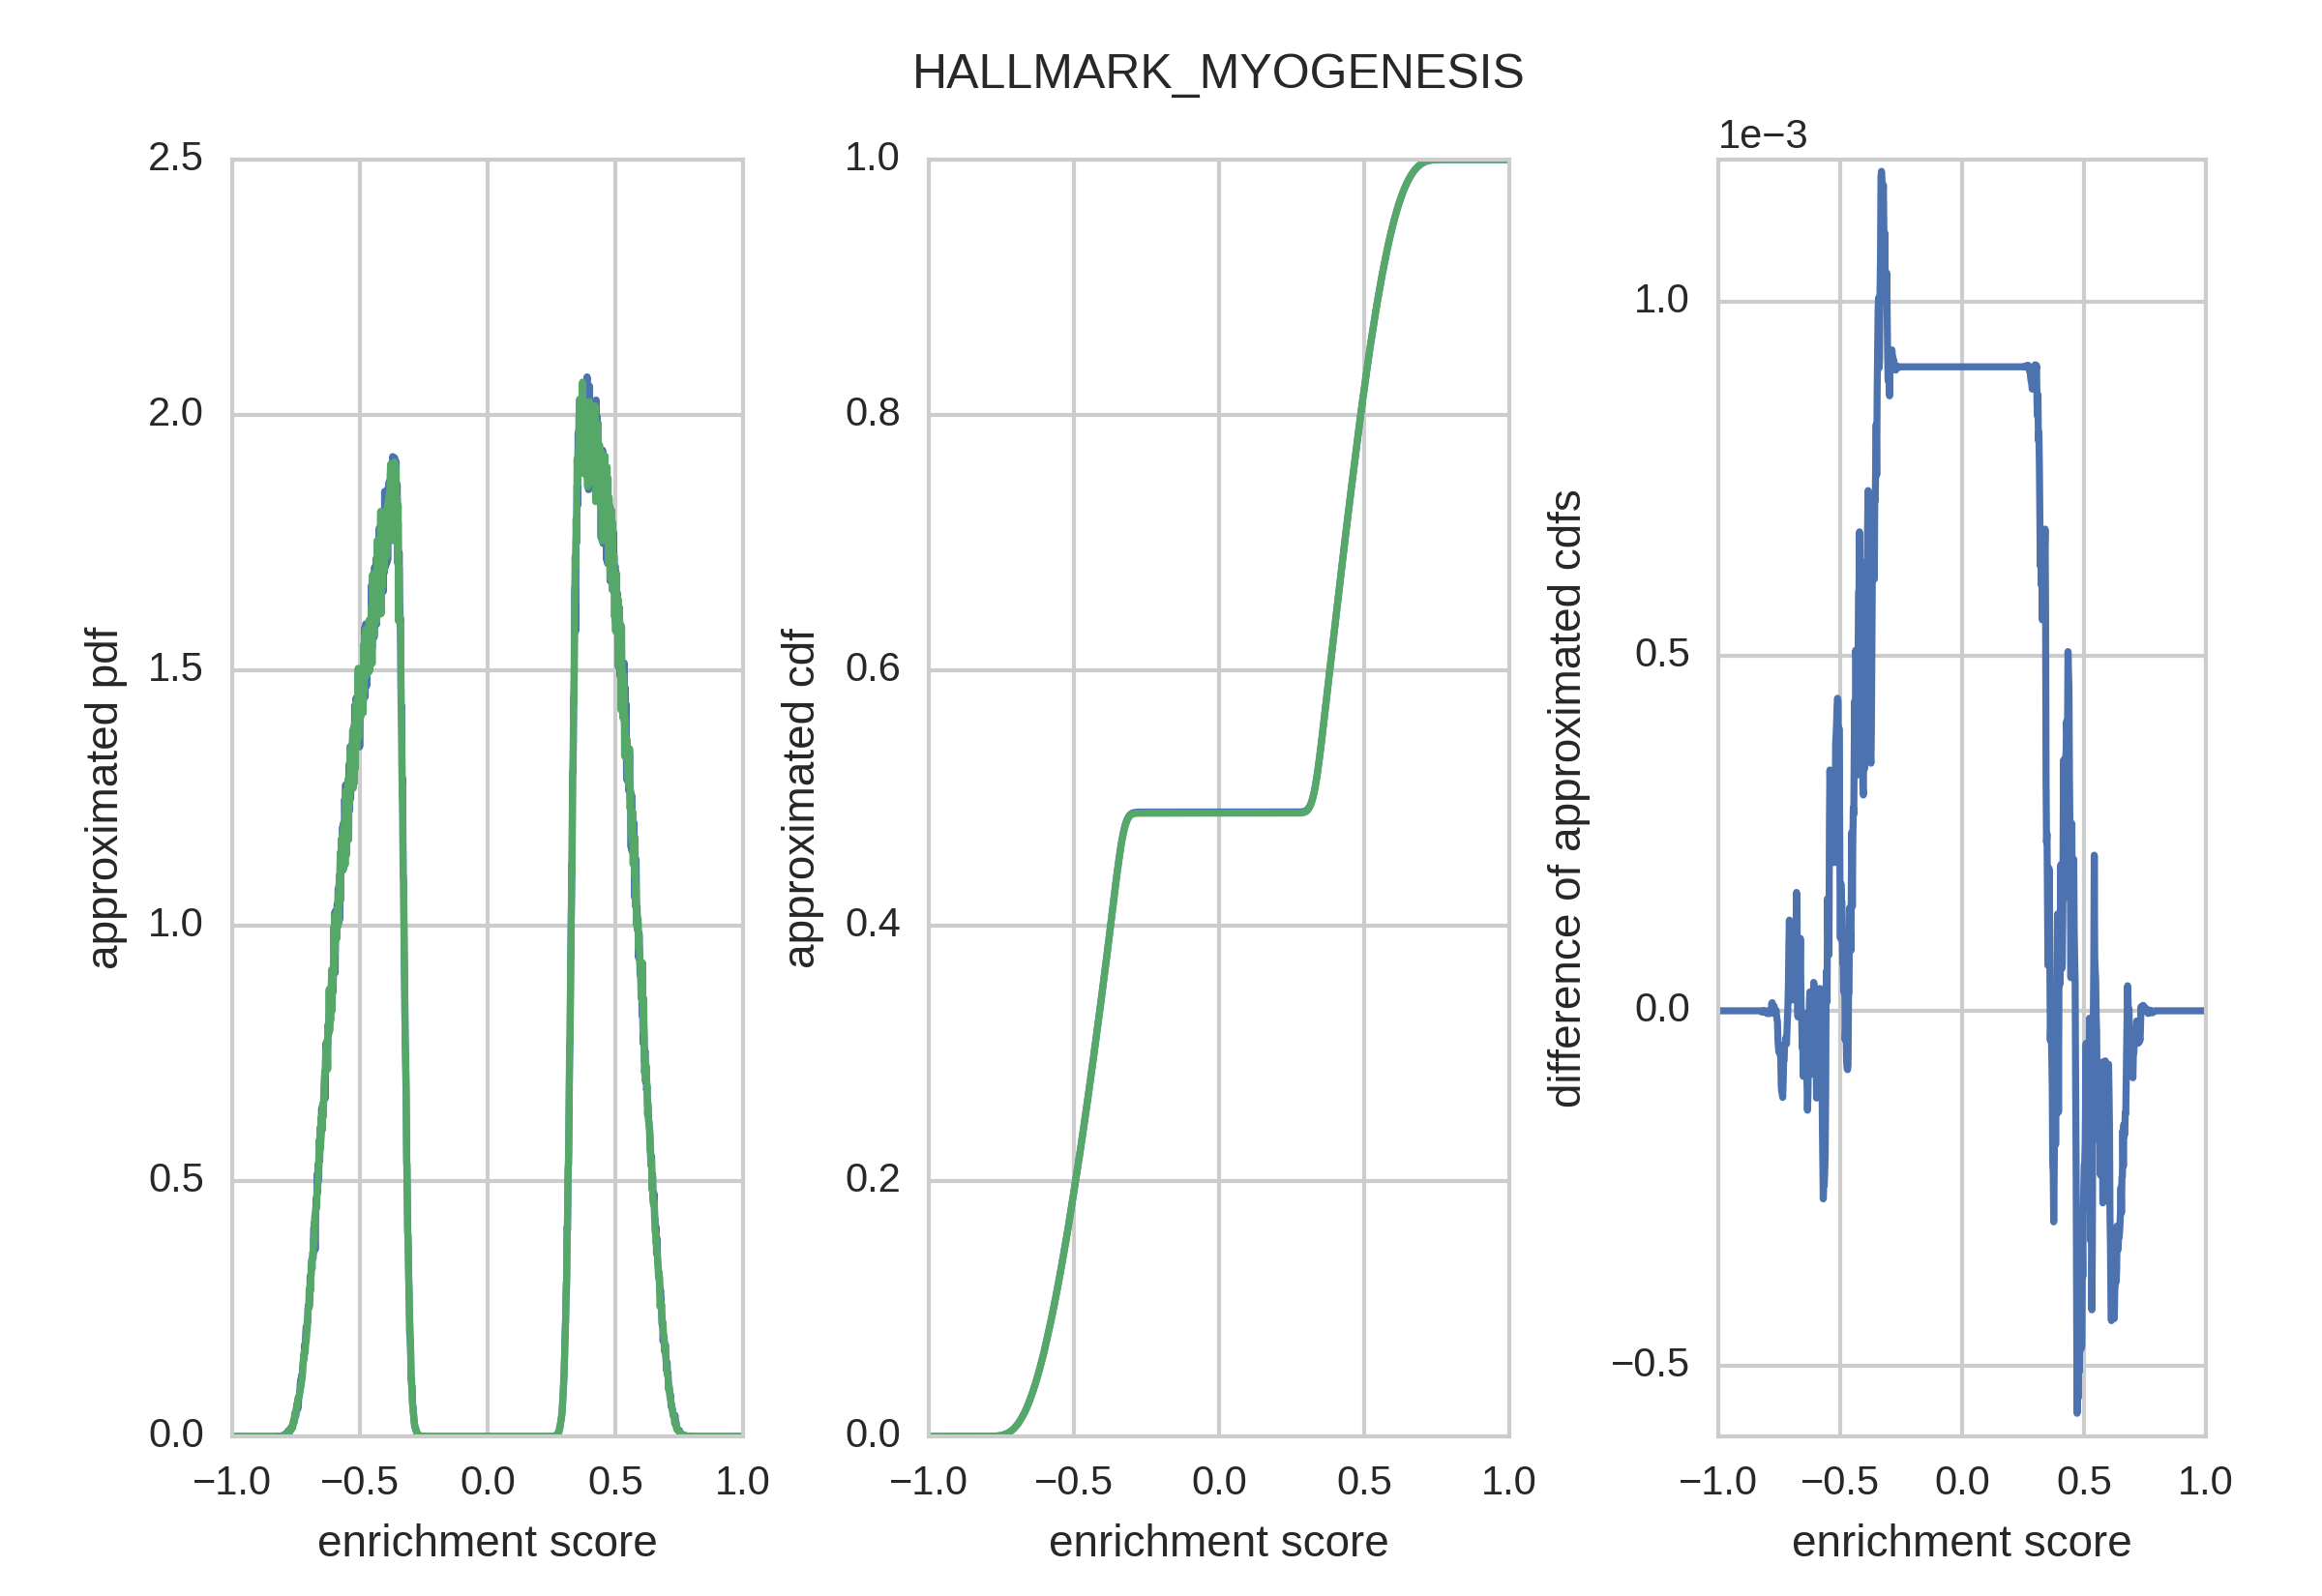 HALLMARK_MYOGENESIS
2.5
2.0
1.5
1.0
0.5
0.0
approximated pdf
−1.0 −0.5 0.0 0.5 1.0
enrichment score
1.0
0.8
0.6
0.4
0.2
0.0
approximated cdf
−1.0 −0.5 0.0 0.5 1.0
enrichment score
1e−3
1.0
0.5
0.0
−0.5
difference of approximated cdfs
−1.0 −0.5 0.0 0.5 1.0
enrichment score